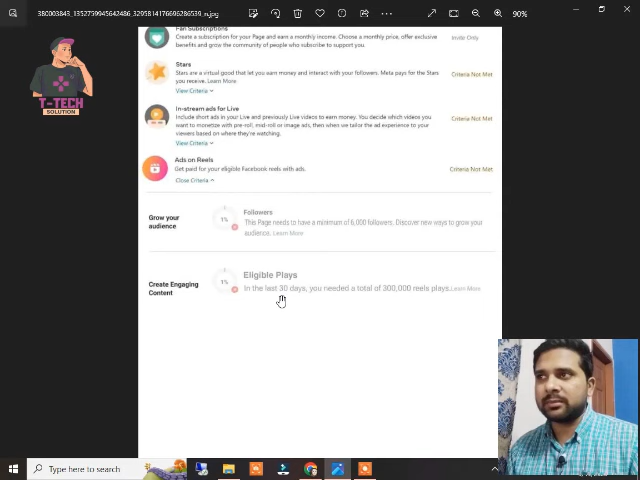 380003843_1352759945642486_3295814176696286539_n.jpg
90%
T-TECH
SOLUTION
Fan Subscriptions
Create a subscription for your Page and earn a monthly income. Choose a monthly price, offer exclusive
benefits and grow the community of people who subscribe to support you.
Invite Only
Stars
Stars are a virtual good that let you earn money and interact with your followers. Meta pays for the Stars
you receive. Learn More
View Criteria
Criteria Not Met
In-stream ads for Live
Include short ads in your Live and previously Live videos to earn money. You decide which videos you
want to monetize with pre-roll, mid-roll or image ads, then when we tailor the ad experience to your
viewers based on where they're watching.
View Criteria
Criteria Not Met
Ads on Reels
Get paid for your eligible Facebook reels with ads.
Close Criteria
Criteria Not Met
Grow your
audience
1%
Followers
This Page needs to have a minimum of 6,000 followers. Discover new ways to grow your
audience. Learn More
Create Engaging
Content
1%
Eligible Plays
In the last 30 days, you needed a total of 300,000 reels plays. Learn More
Type here to search